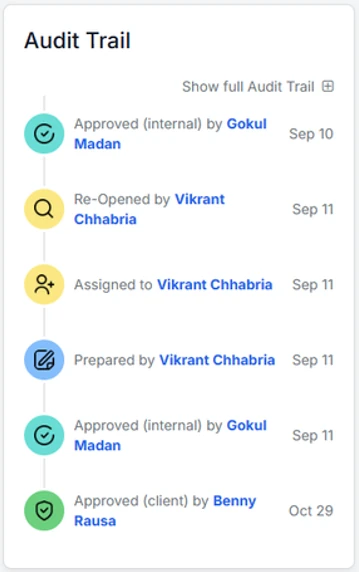 Audit Trail
Show full Audit Trail
Approved (internal) by Gokul
Madan
Sep 10
Re-Opened by Vikrant
Chhabria
Sep 11
Assigned to Vikrant Chhabria
Sep 11
Prepared by Vikrant Chhabria
Sep 11
Approved (internal) by Gokul
Madan
Sep 11
Approved (client) by Benny
Rausa
Oct 29